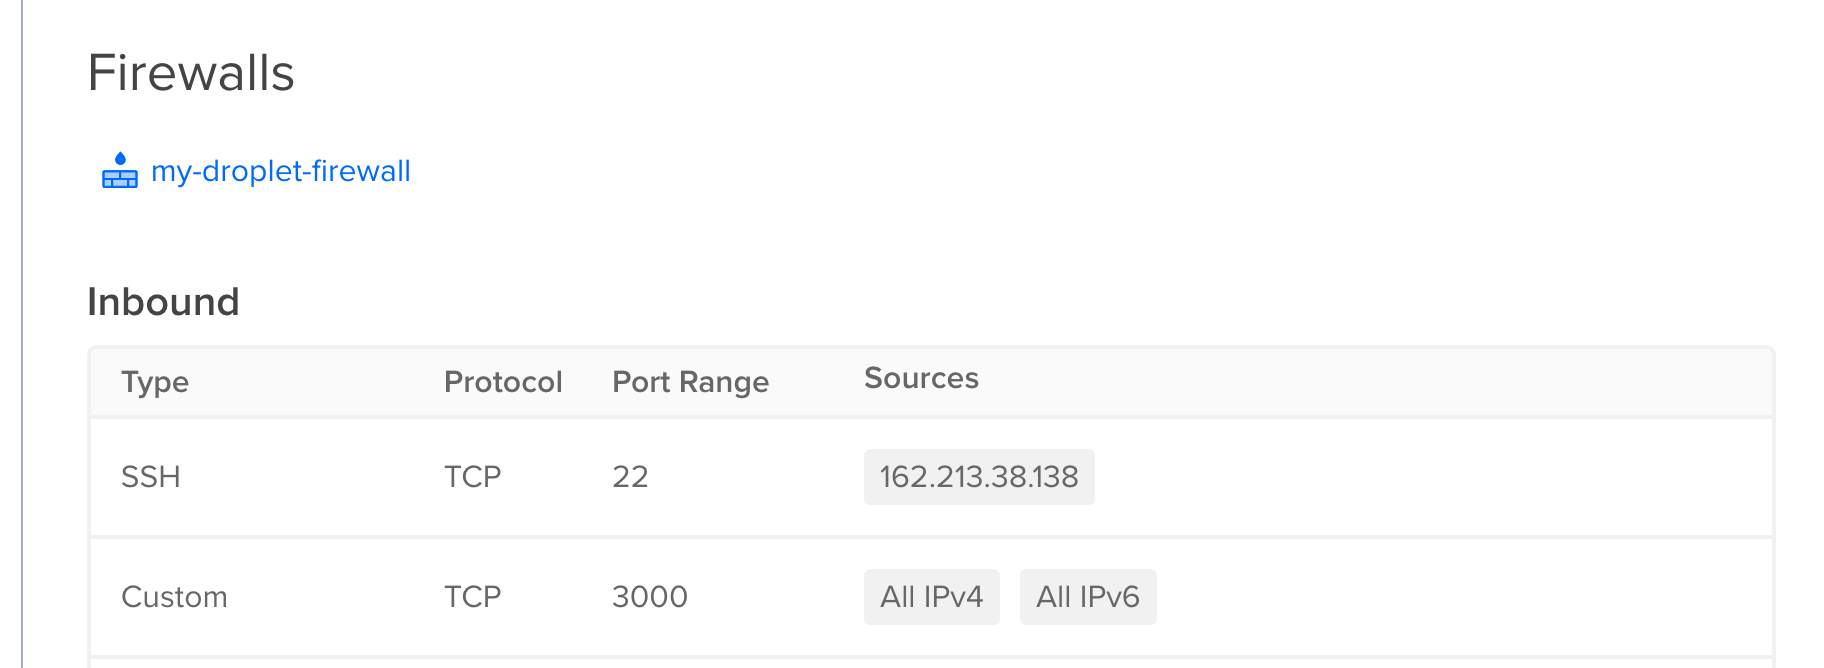 Firewalls
my-droplet-firewall
Inbound
Type Protocol Port Range Sources
SSH TCP 22 162.213.38.138
Custom TCP 3000 All IPv4 All IPv6